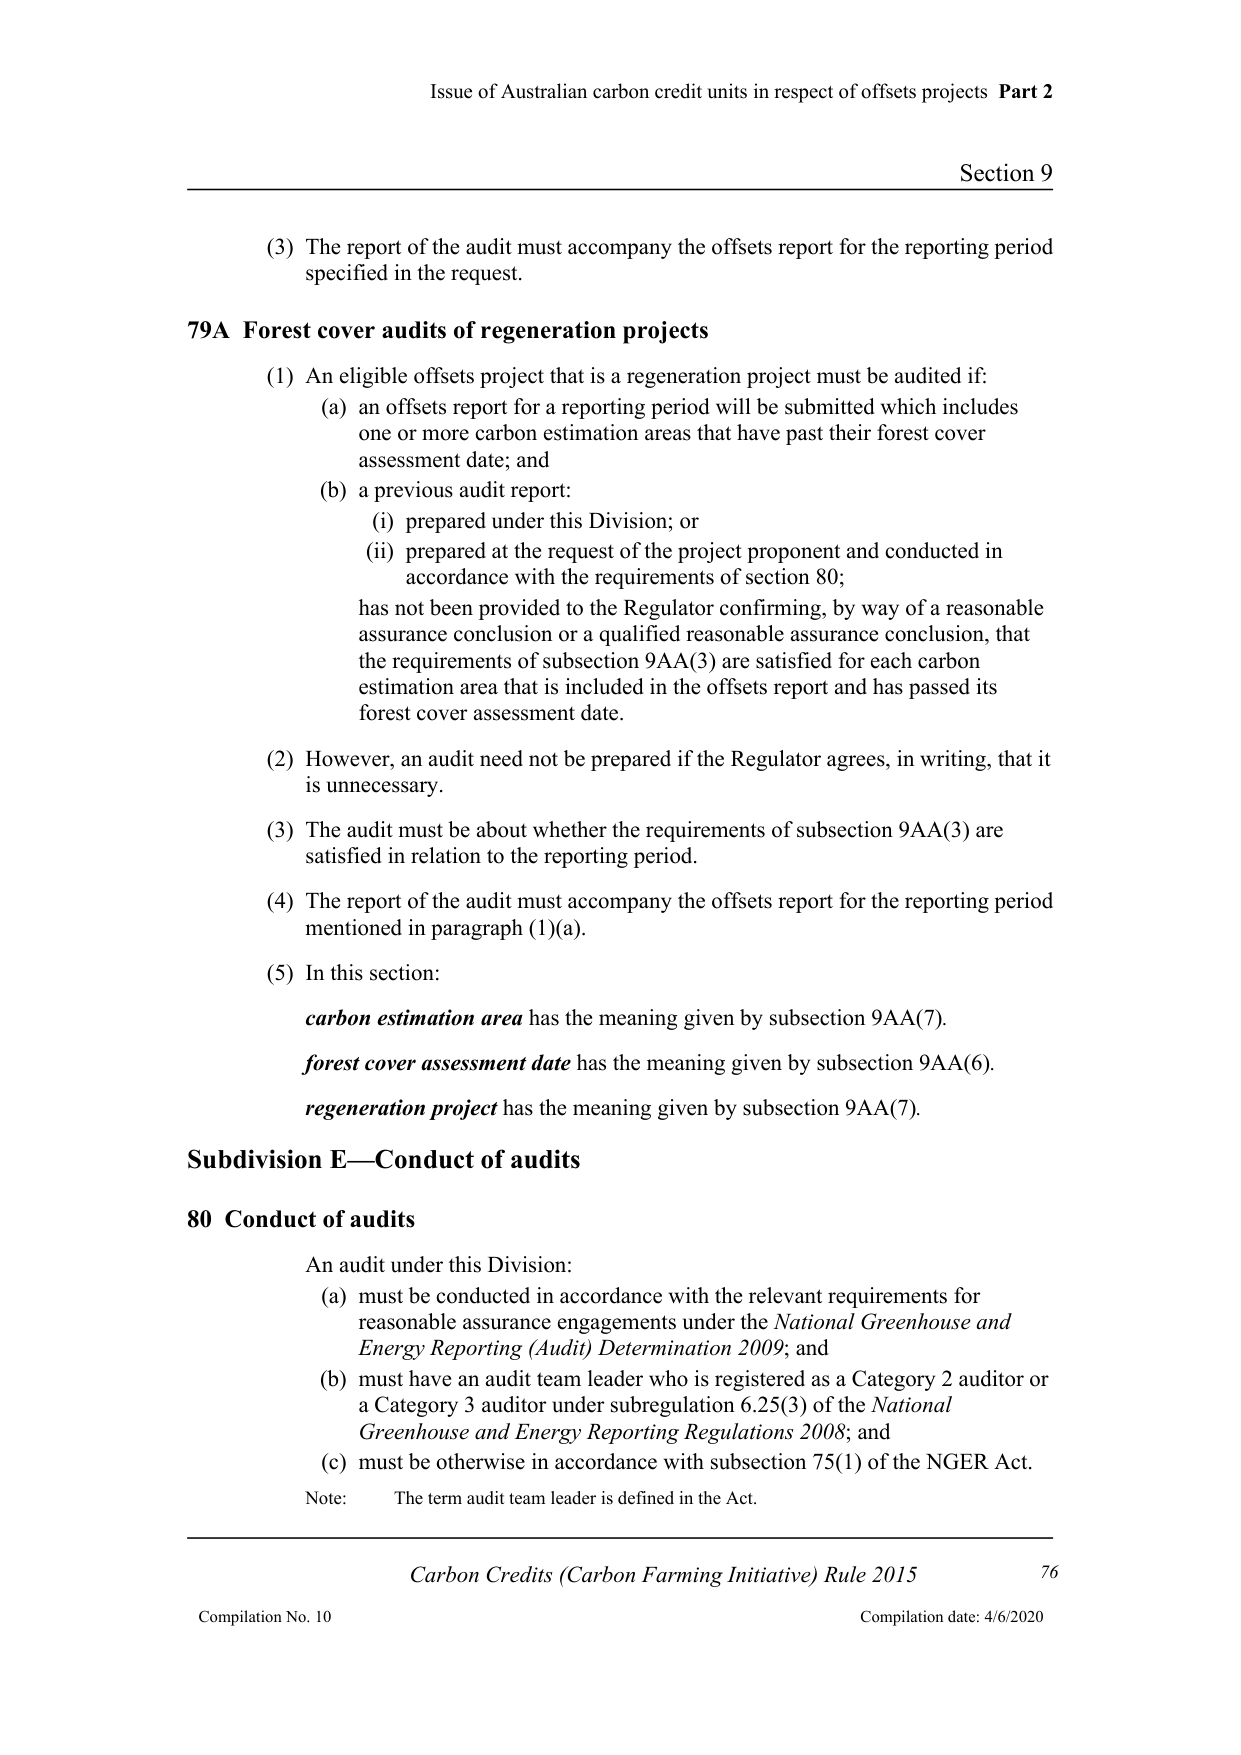 Issue of Australian carbon credit units in respect of offsets projects Part 2
Section 9
(3) The report of the audit must accompany the offsets report for the reporting period
specified in the request.
79A Forest cover audits of regeneration projects
(1) An eligible offsets project that is a regeneration project must be audited if:
(a) an offsets report for a reporting period will be submitted which includes
one or more carbon estimation areas that have past their forest cover
assessment date; and
(b) a previous audit report:
(i) prepared under this Division; or
(ii) prepared at the request of the project proponent and conducted in
accordance with the requirements of section 80;
has not been provided to the Regulator confirming, by way of a reasonable
assurance conclusion or a qualified reasonable assurance conclusion, that
the requirements of subsection 9AA(3) are satisfied for each carbon
estimation area that is included in the offsets report and has passed its
forest cover assessment date.
(2) However, an audit need not be prepared if the Regulator agrees, in writing, that it
is unnecessary.
(3) The audit must be about whether the requirements of subsection 9AA(3) are
satisfied in relation to the reporting period.
(4) The report of the audit must accompany the offsets report for the reporting period
mentioned in paragraph (1)(a).
(5) In this section:
carbon estimation area has the meaning given by subsection 9AA(7).
forest cover assessment date has the meaning given by subsection 9AA(6).
regeneration project has the meaning given by subsection 9AA(7).
Subdivision E—Conduct of audits
80 Conduct of audits
An audit under this Division:
(a) must be conducted in accordance with the relevant requirements for
reasonable assurance engagements under the National Greenhouse and
Energy Reporting (Audit) Determination 2009; and
(b) must have an audit team leader who is registered as a Category 2 auditor or
a Category 3 auditor under subregulation 6.25(3) of the National
Greenhouse and Energy Reporting Regulations 2008; and
(c) must be otherwise in accordance with subsection 75(1) of the NGER Act.
Note: The term audit team leader is defined in the Act.
Carbon Credits (Carbon Farming Initiative) Rule 2015 76
Compilation No. 10 Compilation date: 4/6/2020